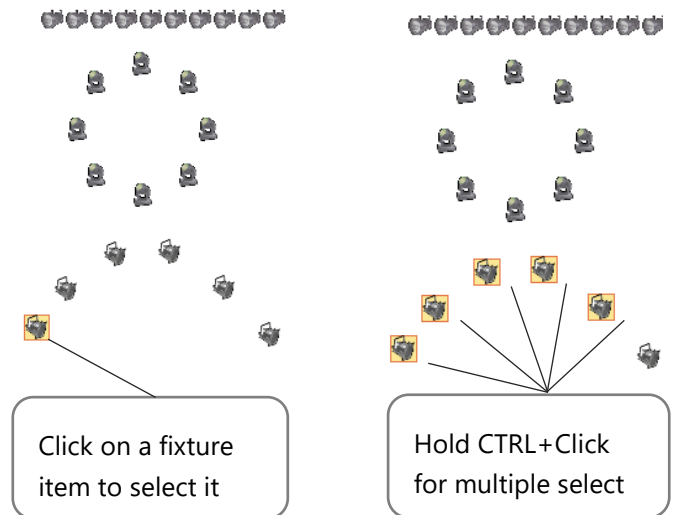 Click on a fixture
item to select it
Hold CTRL+Click
for multiple select